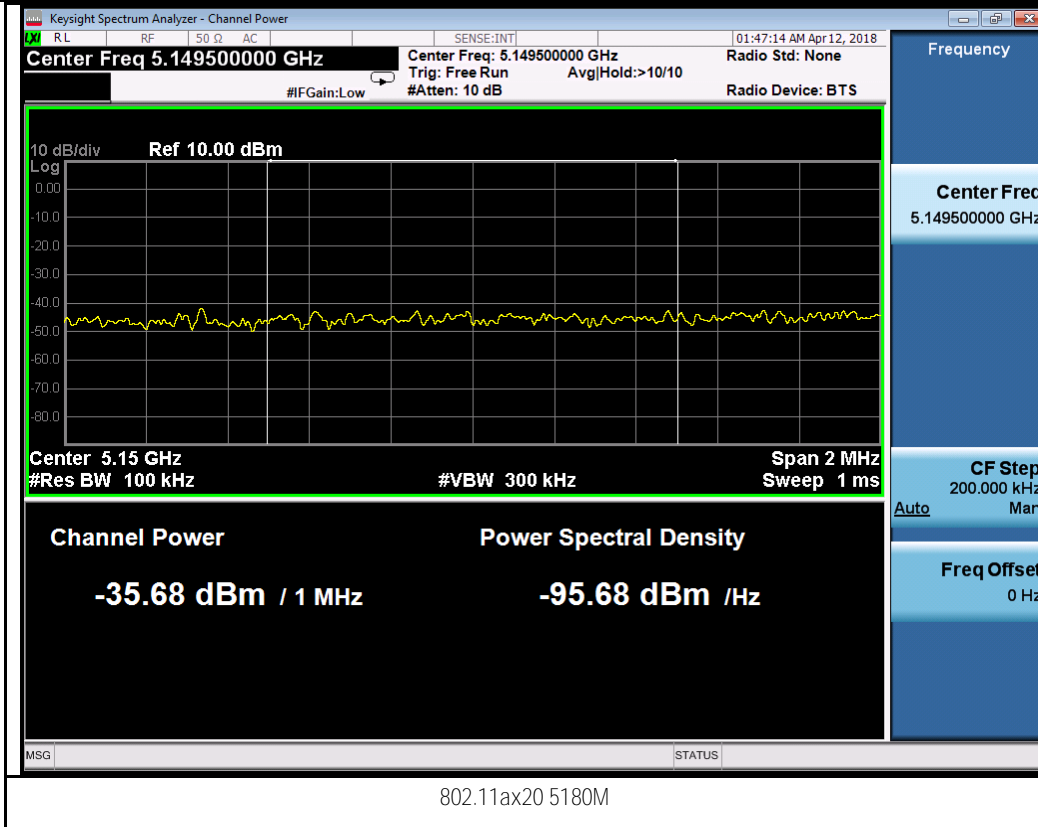 Keysight Spectrum Analyzer - Channel Power
LXI RL RF 50 Ω AC SENSE:INT 01:47:14 AM Apr 12, 2018
Center Freq 5.149500000 GHz
Center Freq: 5.149500000 GHz
Radio Std: None
Trig: Free Run Avg|Hold:>10/10
#IFGain:Low
#Atten: 10 dB
Radio Device: BTS
10 dB/div Ref 10.00 dBm
Log
0.00
-10.0
-20.0
-30.0
-40.0
-50.0
-60.0
-70.0
-80.0
Center 5.15 GHz Span 2 MHz
#Res BW 100 kHz #VBW 300 kHz Sweep 1 ms
Channel Power Power Spectral Density
-35.68 dBm / 1 MHz -95.68 dBm /Hz
Frequency
Center Freq
5.149500000 GHz
CF Step
200.000 kHz
Auto Man
Freq Offset
0 Hz
MSG STATUS
802.11ax20 5180M